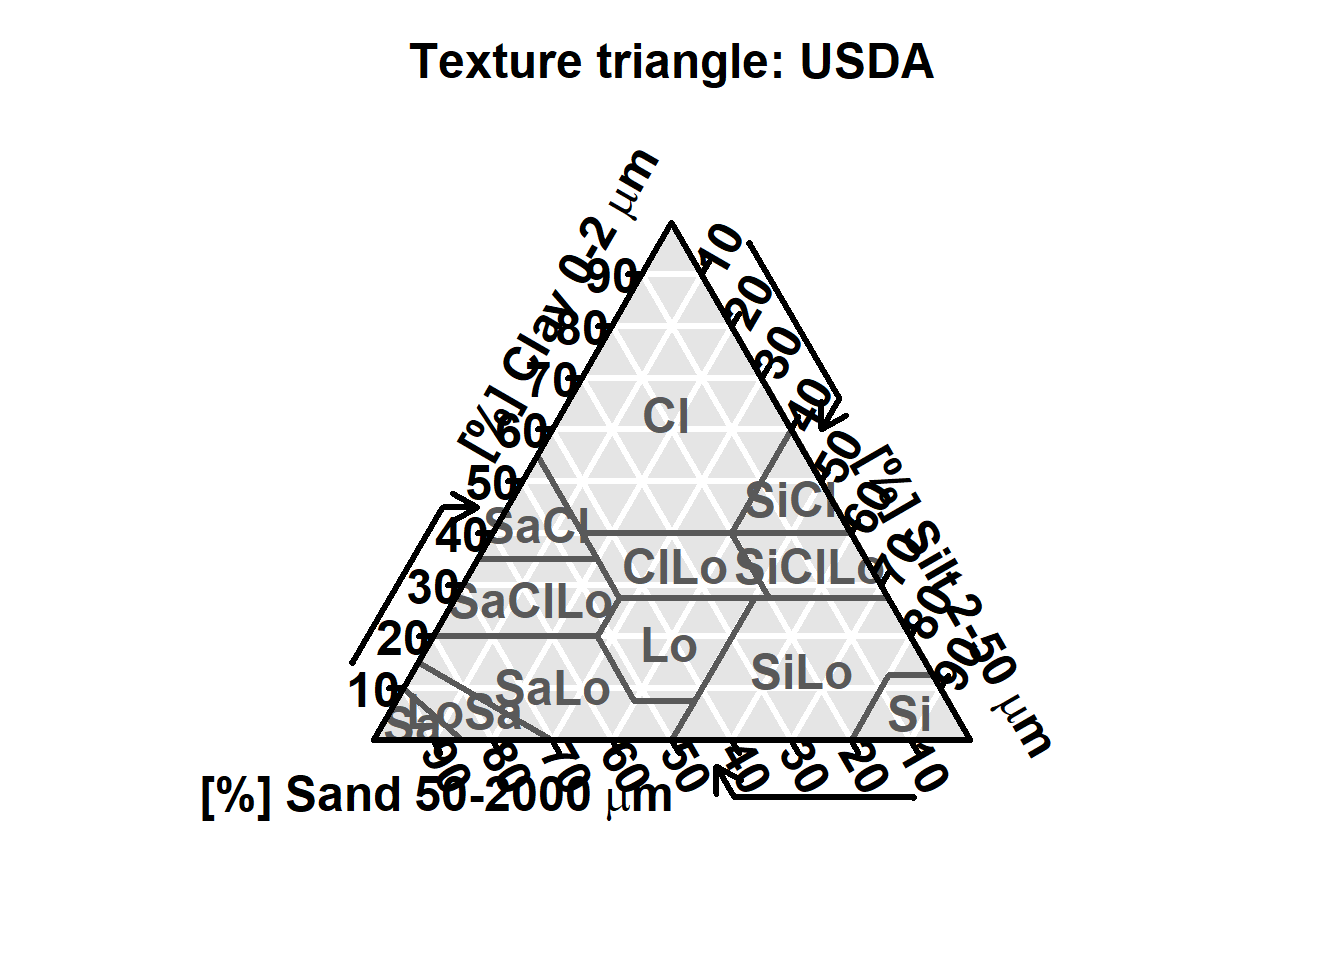 Texture triangle: USDA
[%] Clay 0-2 μm
90
80
70
60
50
40
30
20
10
10
20
30
40
50
60
70
80
90
[%] Silt 2-50 μm
Cl
SiCl
SaCl
ClLo
SiClLo
SaClLo
Lo
SiLo
SaLo
LoSa
Sa
Si
90
80
70
60
50
40
30
20
10
[%] Sand 50-2000 μm